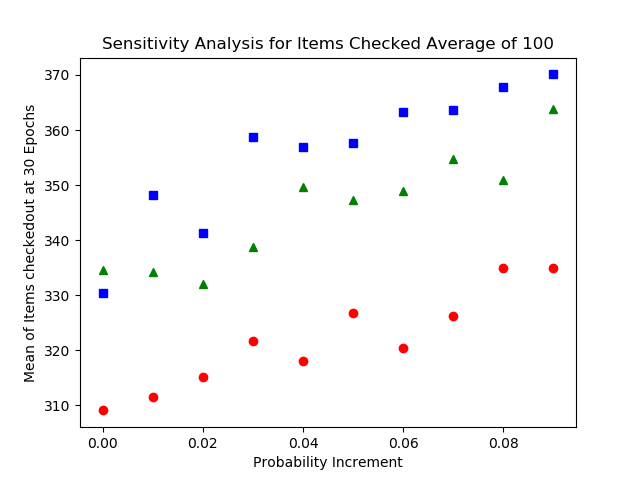 Sensitivity Analysis for Items Checked Average of 100
Mean of Items checkedout at 30 Epochs
370
360
350
340
330
320
310
0.00 0.02 0.04 0.06 0.08
Probability Increment